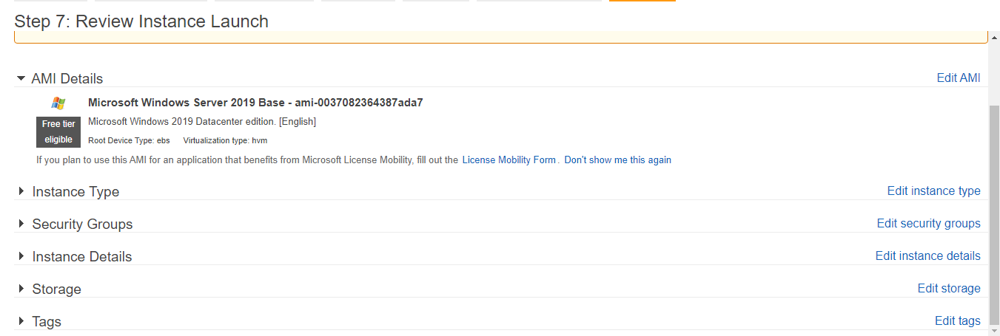 Step 7: Review Instance Launch
AMI Details
Edit AMI
Microsoft Windows Server 2019 Base - ami-0037082364387ada7
Free tier eligible
Microsoft Windows 2019 Datacenter edition. [English]
Root Device Type: ebs Virtualization type: hvm
If you plan to use this AMI for an application that benefits from Microsoft License Mobility, fill out the License Mobility Form . Don't show me this again
Instance Type
Edit instance type
Security Groups
Edit security groups
Instance Details
Edit instance details
Storage
Edit storage
Tags
Edit tags